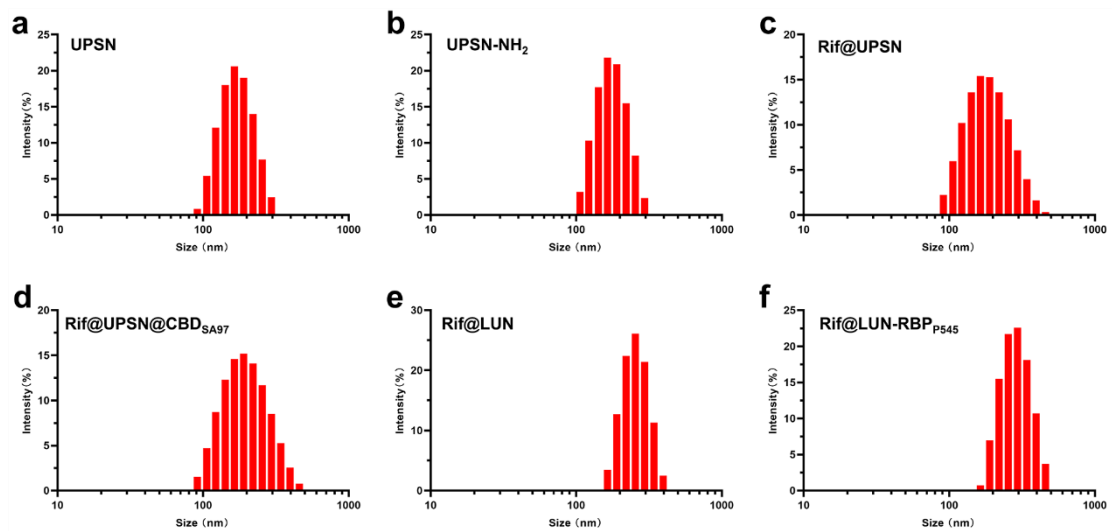 a
UPSN
25
20
15
10
5
0
Intensity(%)
10
100
1000
Size (nm)
b
UPSN-NH2
25
20
15
10
5
0
Intensity(%)
10
100
1000
Size (nm)
c
Rif@UPSN
20
15
10
5
0
Intensity(%)
10
100
1000
Size (nm)
d
Rif@UPSN@CBDSA97
20
15
10
5
0
Intensity(%)
10
100
1000
Size (nm)
e
Rif@LUN
30
20
10
0
Intensity(%)
10
100
1000
Size (nm)
f
Rif@LUN-RBPP545
25
20
15
10
5
0
Intensity(%)
10
100
1000
Size (nm)